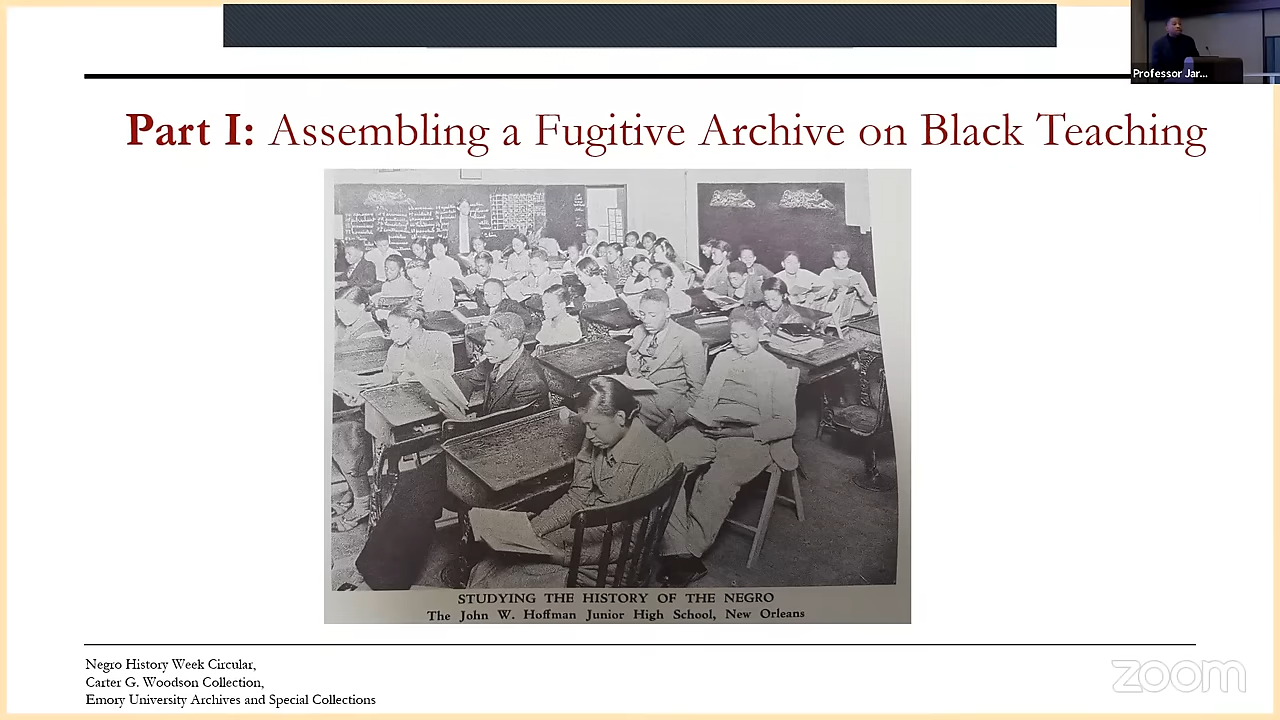 Professor Jar...
Part I: Assembling a Fugitive Archive on Black Teaching
STUDYING THE HISTORY OF THE NEGRO
The John W. Hoffman Junior High School, New Orleans
Negro History Week Circular,
Carter G. Woodson Collection,
Emory University Archives and Special Collections
zoom